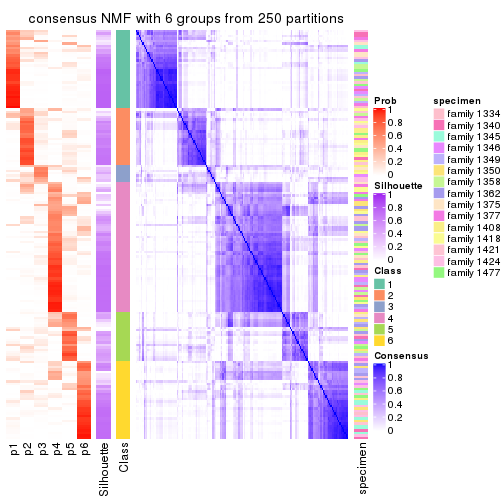 consensus NMF with 6 groups from 250 partitions
Prob
1
0.8
0.6
0.4
0.2
0
Silhouette
1
0.8
0.6
0.4
0.2
0
Class
1
2
3
4
5
6
Consensus
1
0.8
0.6
0.4
0.2
0
specimen
family 1334
family 1340
family 1345
family 1346
family 1349
family 1350
family 1358
family 1362
family 1375
family 1377
family 1408
family 1418
family 1421
family 1424
family 1477
p1
p2
p3
p4
p5
p6
Silhouette
Class
specimen